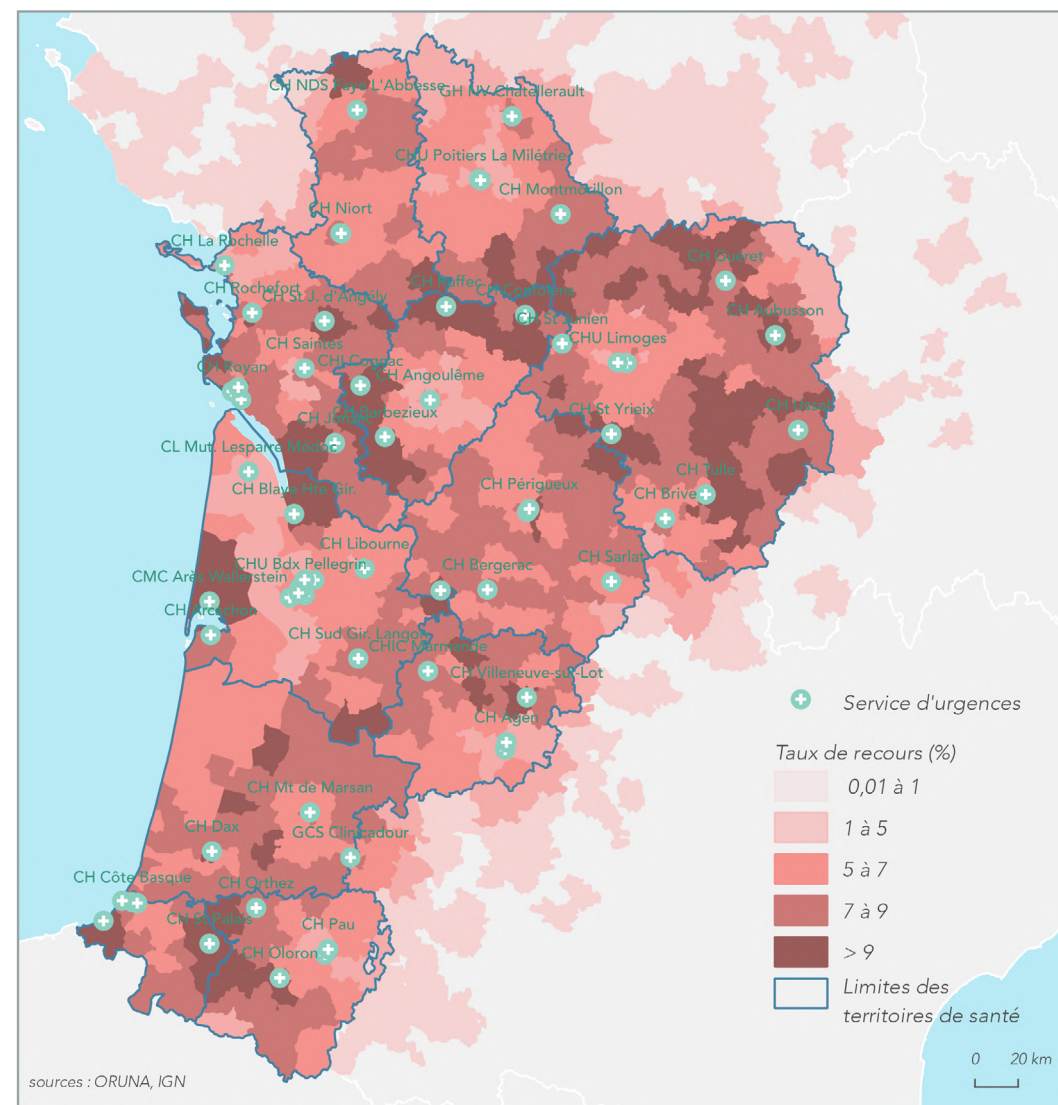 CH NDS Faye L'Abbesse
GH NV Chatellerault
CHU Poitiers La Milétrie
CH Montmorillon
CH Niort
CH La Rochelle
CH Guéret
CH Ruffec
CH Confolens
CH Rochefort
CH St J. d'Angély
CH Aubusson
CH St Junien
CHU Limoges
CH Saintes
CHI Cognac
CH Royan
CH Angoulême
CH Ussel
CH Barbezieux
CH St Yrieix
CH Jonzac
CL Mut. Lesparre Médoc
CH Tulle
CH Périgueux
CH Blaye Hte Gir.
CH Brive
CH Libourne
CH Sarlat
CHU Bdx Pellegrin
CH Bergerac
CMC Arès Wallerstein
CH Arcachon
CH Sud Gir. Langon
CHIC Marmande
CH Villeneuve-sur-Lot
CH Agen
CH Mt de Marsan
CH Dax
GCS Clinicadour
CH Côte Basque
CH Orthez
CH St Palais
CH Pau
CH Oloron
Service d'urgences
Taux de recours (%)
0,01 à 1
1 à 5
5 à 7
7 à 9
> 9
Limites des
territoires de santé
0 20 km
sources : ORUNA, IGN